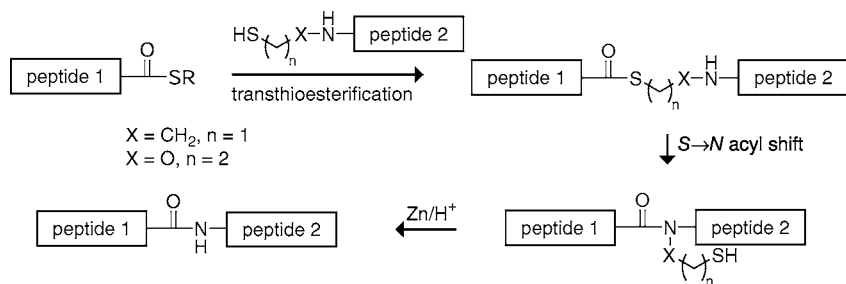 peptide 1
O
SR
HS
( )n
X
H
N
peptide 2
transthioesterification
X = CH₂, n = 1
X = O, n = 2
peptide 1
O
S
( )n
X
H
N
peptide 2
S→N acyl shift
peptide 1
O
N
H
peptide 2
Zn/H⁺
peptide 1
O
N
peptide 2
X
( )n
SH